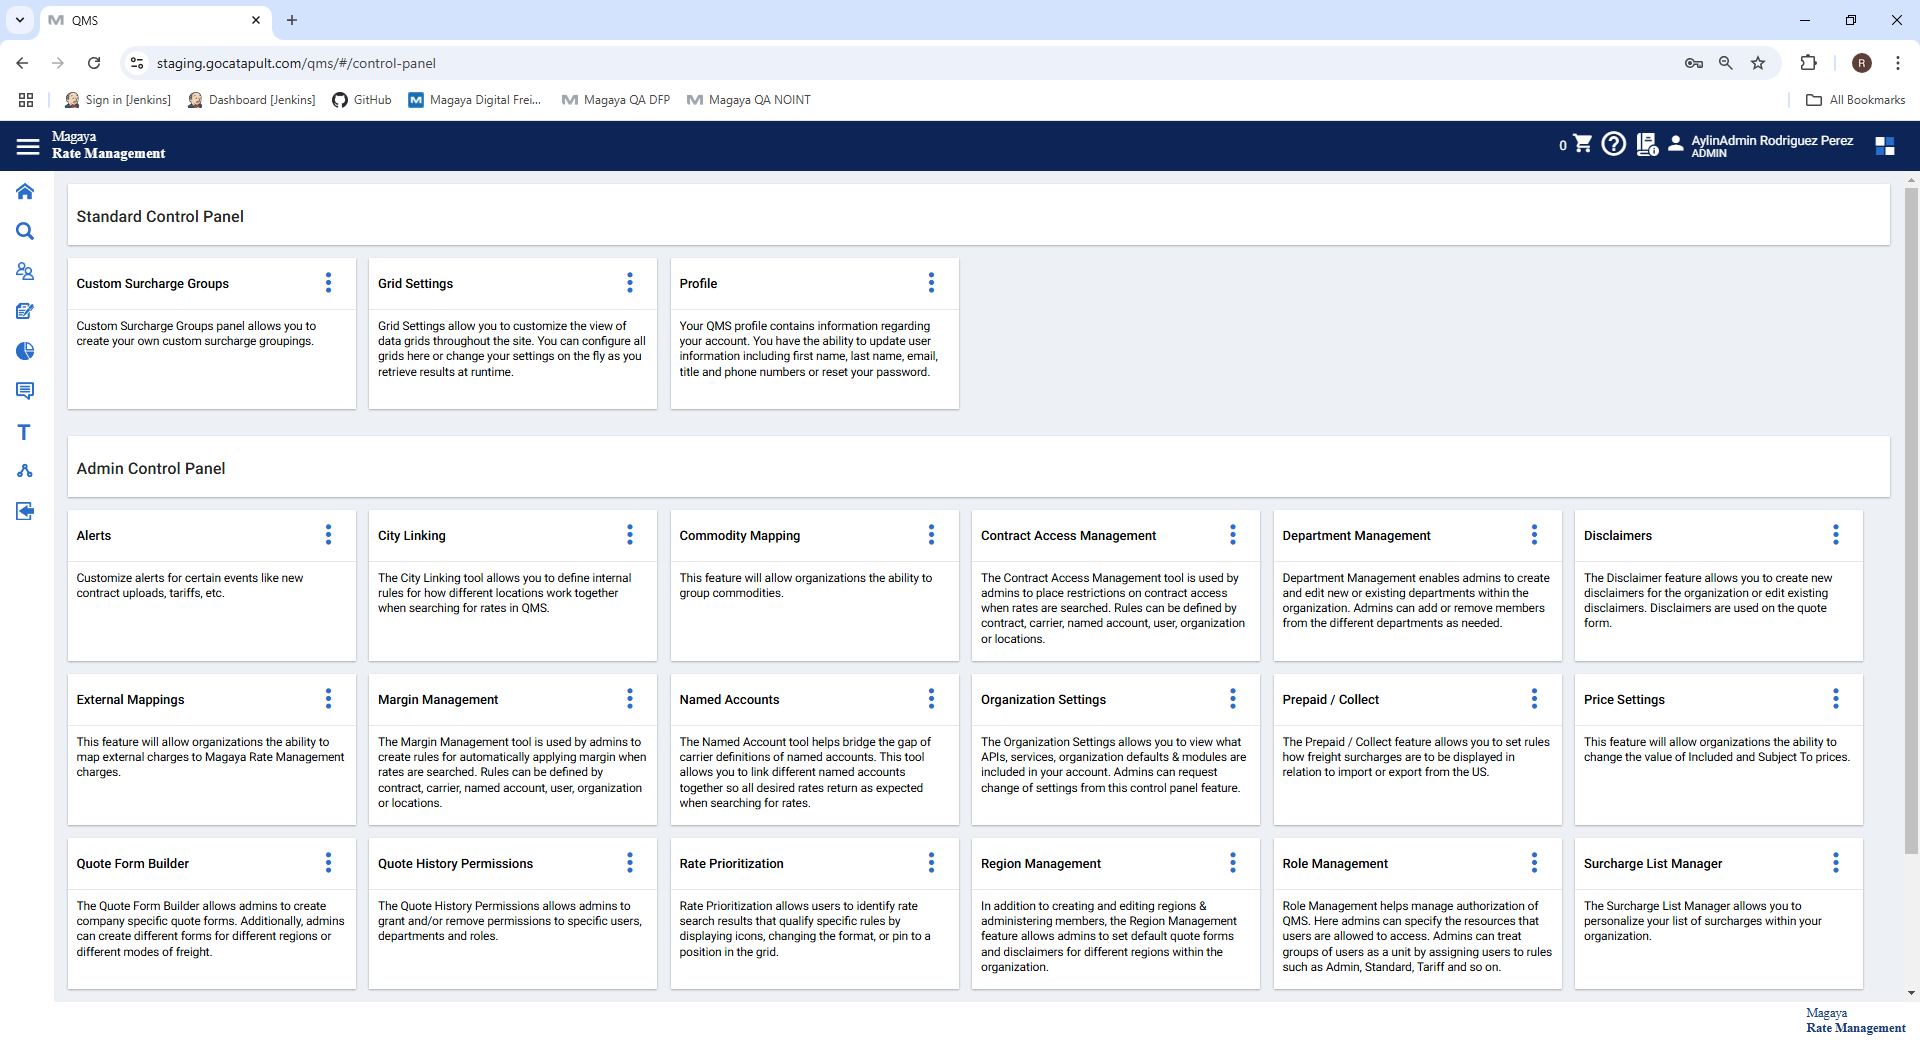 QMS
staging.gocatapult.com/qms/#/control-panel
R
Sign in [Jenkins]
Dashboard [Jenkins]
GitHub
Magaya Digital Frei...
Magaya QA DFP
Magaya QA NOINT
All Bookmarks
Magaya
Rate Management
0
AylinAdmin Rodriguez Perez
ADMIN
T
Standard Control Panel
Custom Surcharge Groups
Custom Surcharge Groups panel allows you to
create your own custom surcharge groupings.
Grid Settings
Grid Settings allow you to customize the view of
data grids throughout the site. You can configure all
grids here or change your settings on the fly as you
retrieve results at runtime.
Profile
Your QMS profile contains information regarding
your account. You have the ability to update user
information including first name, last name, email,
title and phone numbers or reset your password.
Admin Control Panel
Alerts
Customize alerts for certain events like new
contract uploads, tariffs, etc.
City Linking
The City Linking tool allows you to define internal
rules for how different locations work together
when searching for rates in QMS.
Commodity Mapping
This feature will allow organizations the ability to
group commodities.
Contract Access Management
The Contract Access Management tool is used by
admins to place restrictions on contract access
when rates are searched. Rules can be defined by
contract, carrier, named account, user, organization
or locations.
Department Management
Department Management enables admins to create
and edit new or existing departments within the
organization. Admins can add or remove members
from the different departments as needed.
Disclaimers
The Disclaimer feature allows you to create new
disclaimers for the organization or edit existing
disclaimers. Disclaimers are used on the quote
form.
External Mappings
This feature will allow organizations the ability to
map external charges to Magaya Rate Management
charges.
Margin Management
The Margin Management tool is used by admins to
create rules for automatically applying margin when
rates are searched. Rules can be defined by
contract, carrier, named account, user, organization
or locations.
Named Accounts
The Named Account tool helps bridge the gap of
carrier definitions of named accounts. This tool
allows you to link different named accounts
together so all desired rates return as expected
when searching for rates.
Organization Settings
The Organization Settings allows you to view what
APIs, services, organization defaults & modules are
included in your account. Admins can request
change of settings from this control panel feature.
Prepaid / Collect
The Prepaid / Collect feature allows you to set rules
how freight surcharges are to be displayed in
relation to import or export from the US.
Price Settings
This feature will allow organizations the ability to
change the value of Included and Subject To prices.
Quote Form Builder
The Quote Form Builder allows admins to create
company specific quote forms. Additionally, admins
can create different forms for different regions or
different modes of freight.
Quote History Permissions
The Quote History Permissions allows admins to
grant and/or remove permissions to specific users,
departments and roles.
Rate Prioritization
Rate Prioritization allows users to identify rate
search results that qualify specific rules by
displaying icons, changing the format, or pin to a
position in the grid.
Region Management
In addition to creating and editing regions &
administering members, the Region Management
feature allows admins to set default quote forms
and disclaimers for different regions within the
organization.
Role Management
Role Management helps manage authorization of
QMS. Here admins can specify the resources that
users are allowed to access. Admins can treat
groups of users as a unit by assigning users to rules
such as Admin, Standard, Tariff and so on.
Surcharge List Manager
The Surcharge List Manager allows you to
personalize your list of surcharges within your
organization.
Magaya
Rate Management